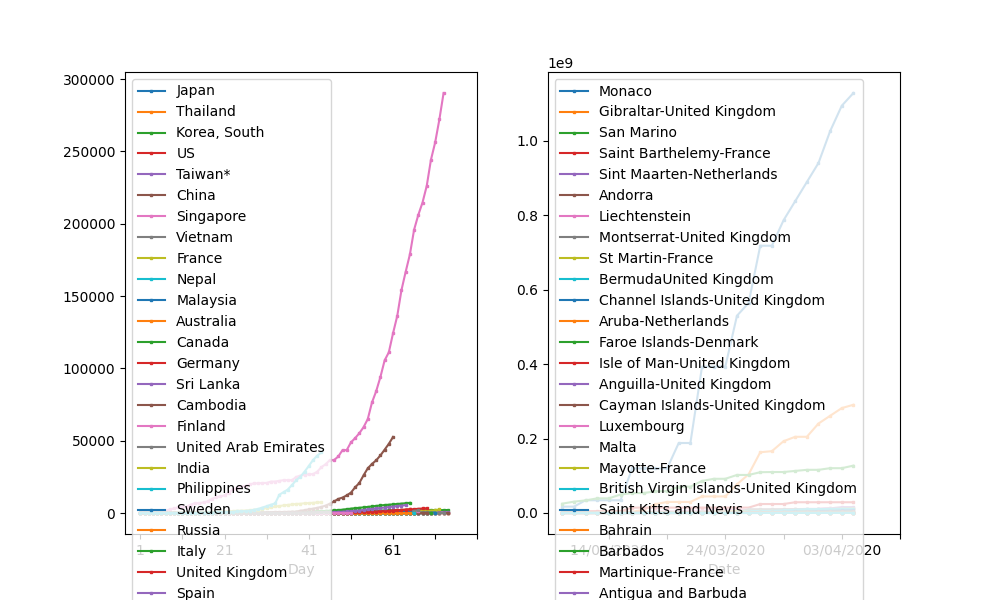 300000
250000
200000
150000
100000
50000
0
Japan
Thailand
Korea, South
US
Taiwan*
China
Singapore
Vietnam
France
Nepal
Malaysia
Australia
Canada
Germany
Sri Lanka
Cambodia
Finland
United Arab Emirates
India
Philippines
Sweden
Russia
Italy
United Kingdom
Spain
1
21
41
61
Day
1e9
1.0
0.8
0.6
0.4
0.2
0.0
Monaco
Gibraltar-United Kingdom
San Marino
Saint Barthelemy-France
Sint Maarten-Netherlands
Andorra
Liechtenstein
Montserrat-United Kingdom
St Martin-France
BermudaUnited Kingdom
Channel Islands-United Kingdom
Aruba-Netherlands
Faroe Islands-Denmark
Isle of Man-United Kingdom
Anguilla-United Kingdom
Cayman Islands-United Kingdom
Luxembourg
Malta
Mayotte-France
British Virgin Islands-United Kingdom
Saint Kitts and Nevis
Bahrain
Barbados
Martinique-France
Antigua and Barbuda
24/03/2020
03/04/2020
Date